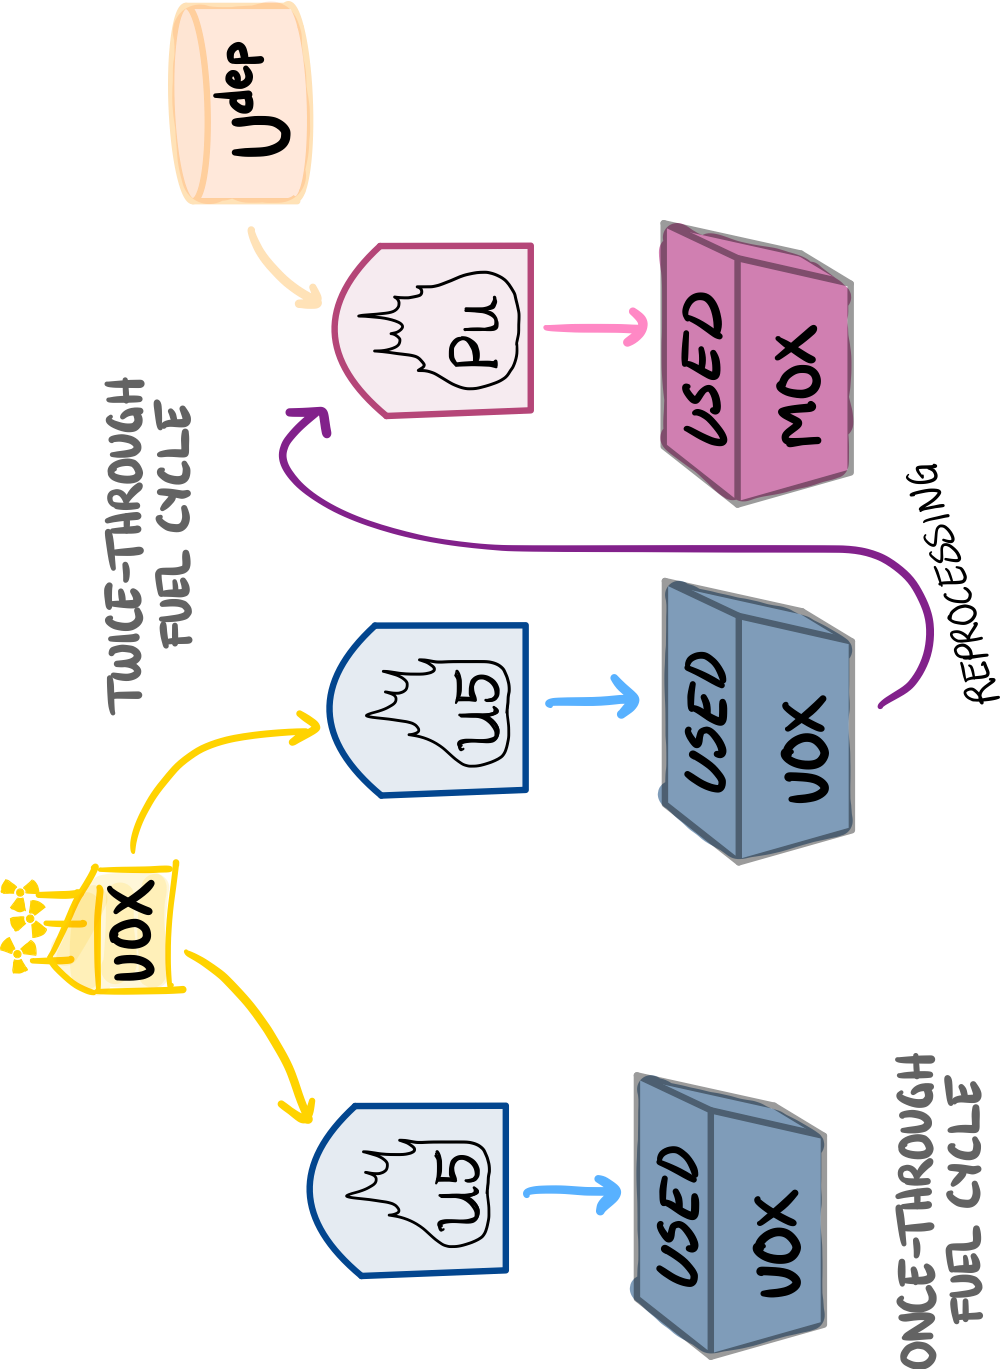 UOX
TWICE-THROUGH
FUEL CYCLE
Udep
U5
U5
Pu
USED
UOX
USED
UOX
USED
MOX
ONCE-THROUGH
FUEL CYCLE
REPROCESSING